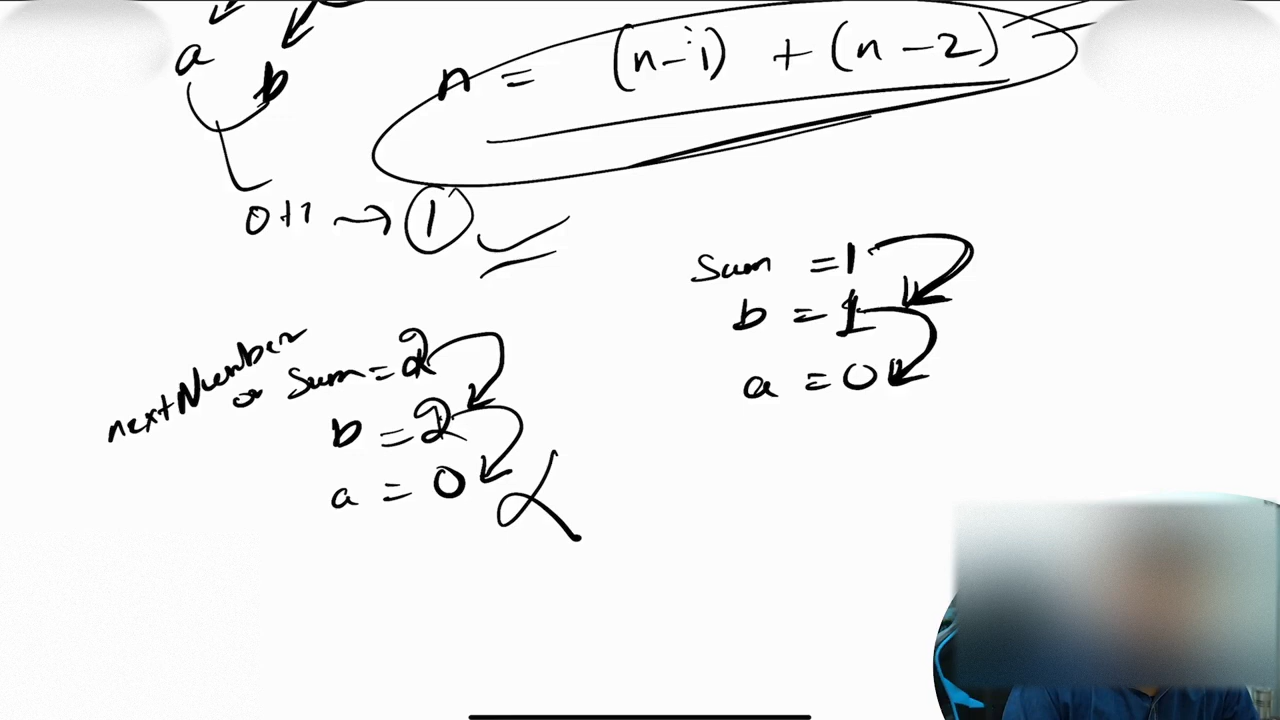 a
b
n = (n-1) + (n-2)
0+1 → 1
Sum = 1
b = 1
a = 0
nextNumber
or Sum = 2
b = 2
a = 0